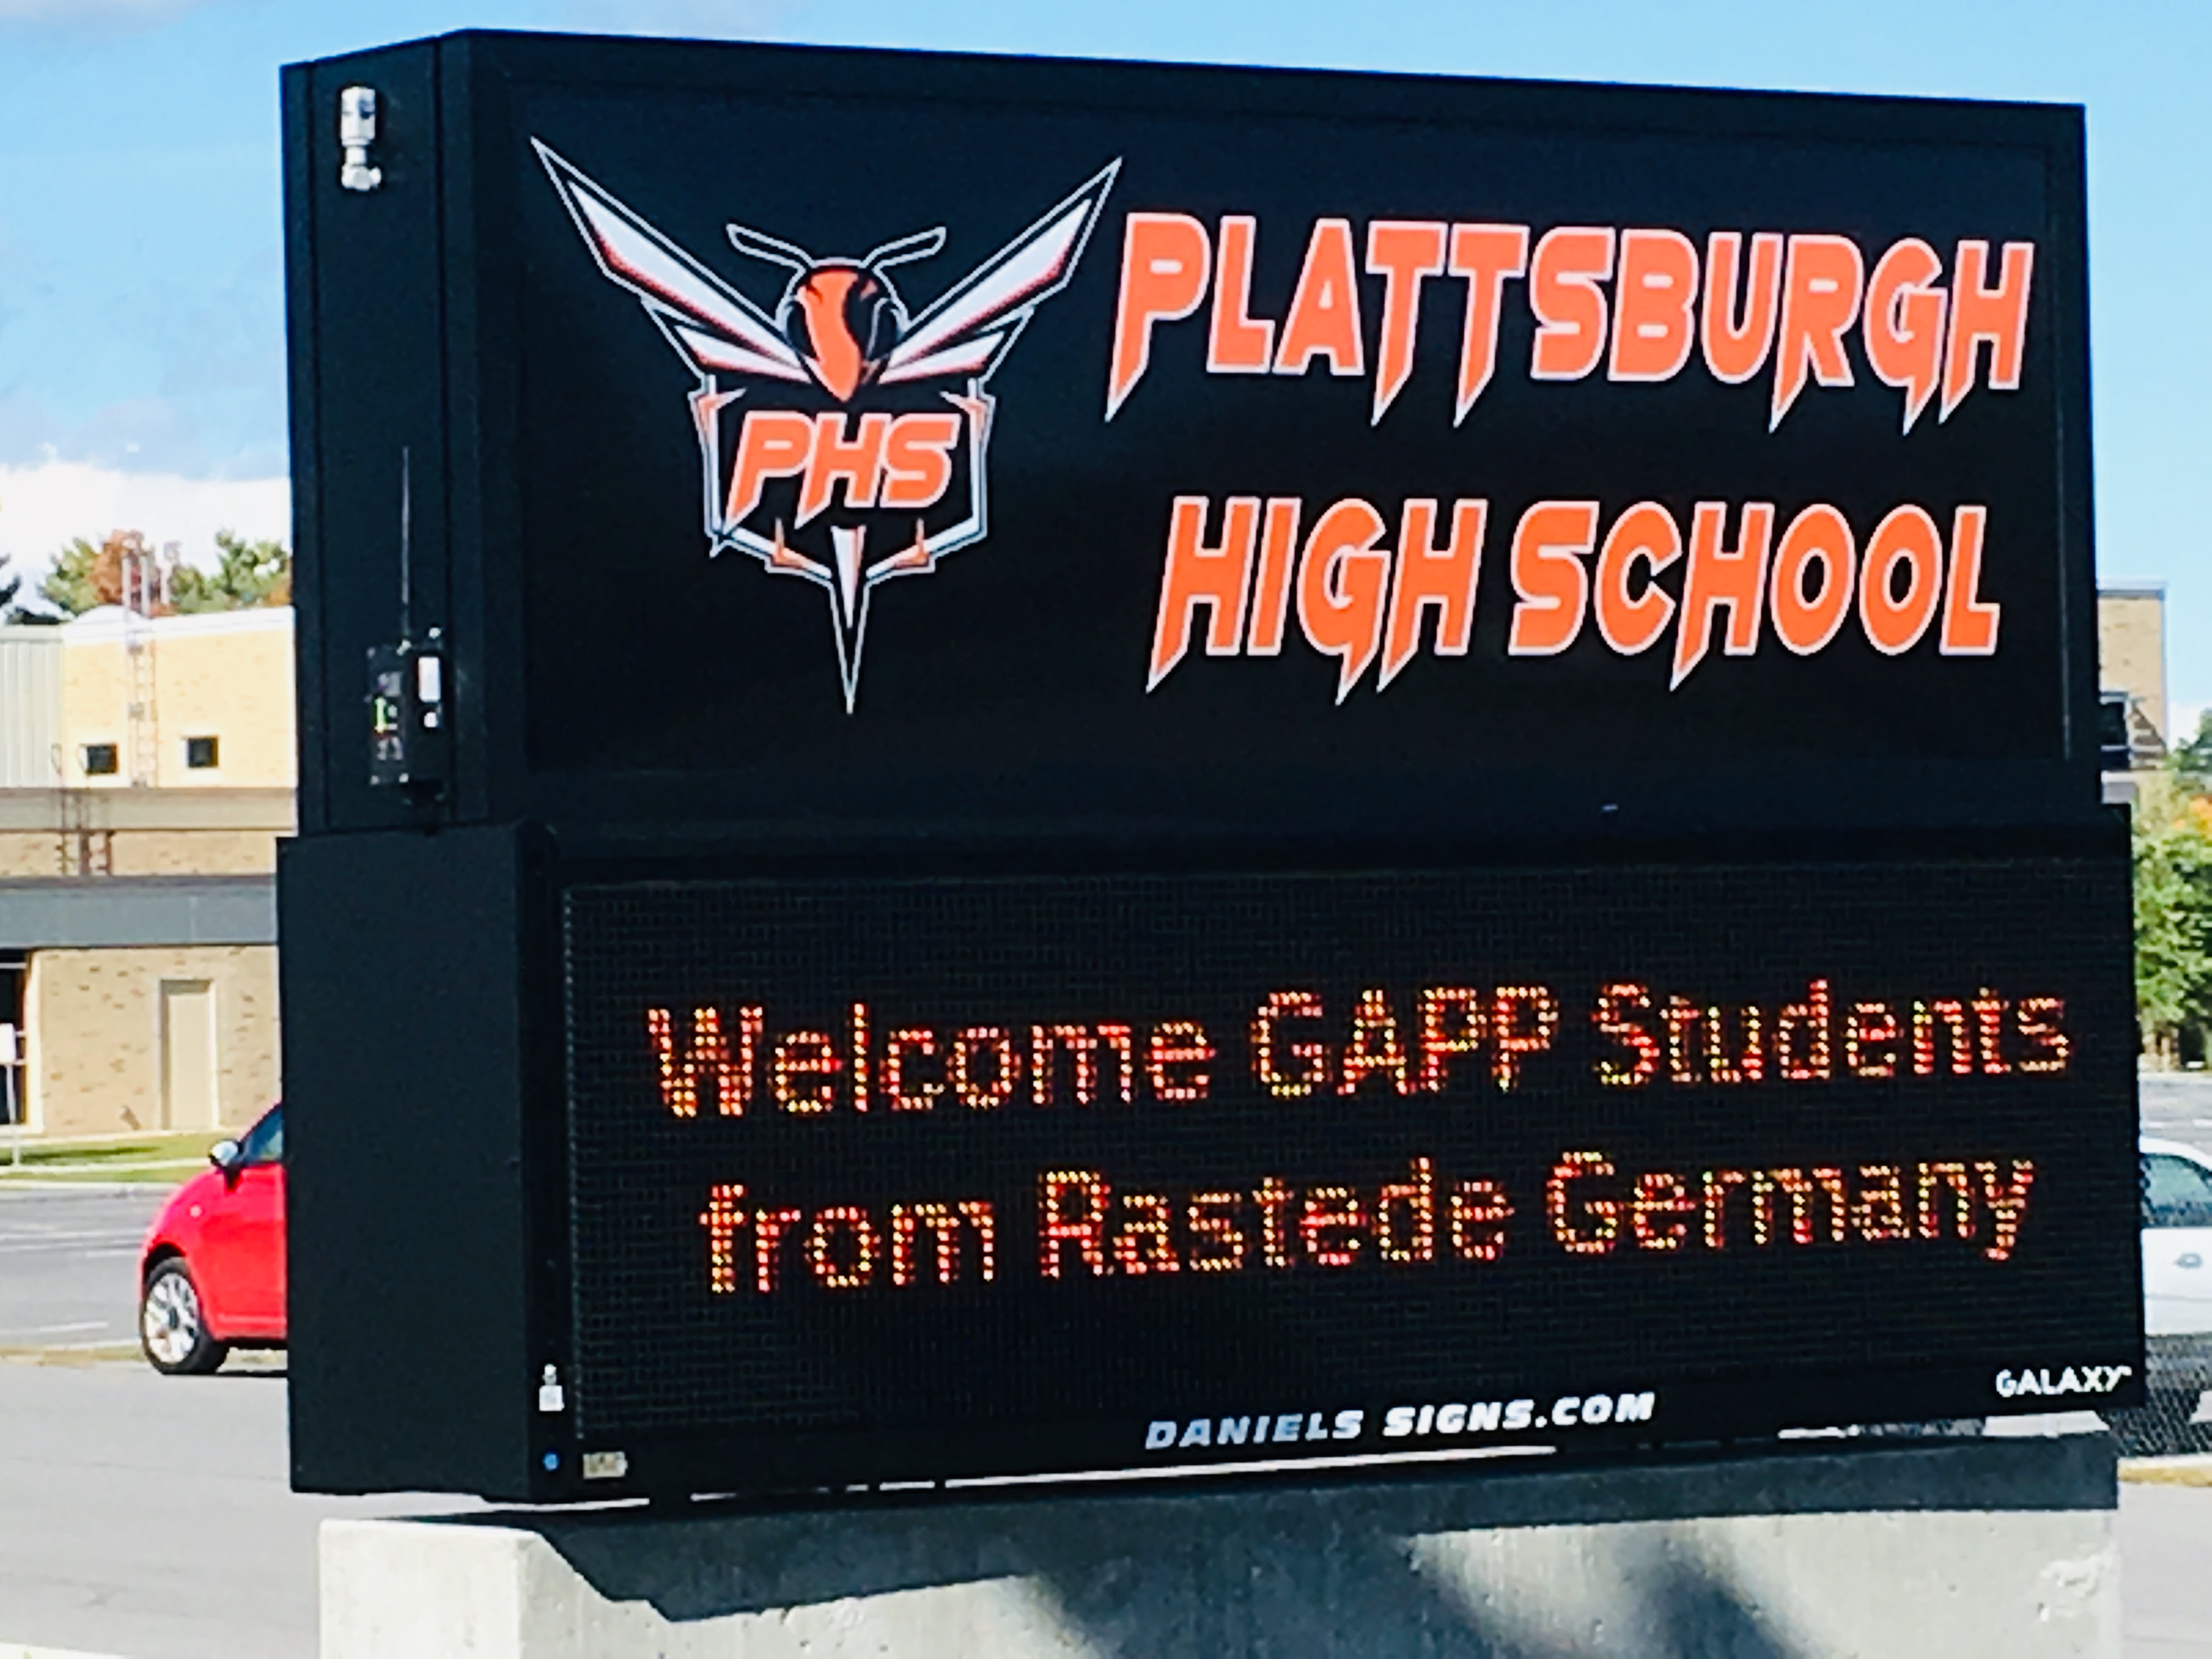 PLATTSBURGH
PHS
HIGH SCHOOL
Welcome GAPP Students
from Rastede Germany
DANIELS SIGNS.COM
GALAXY